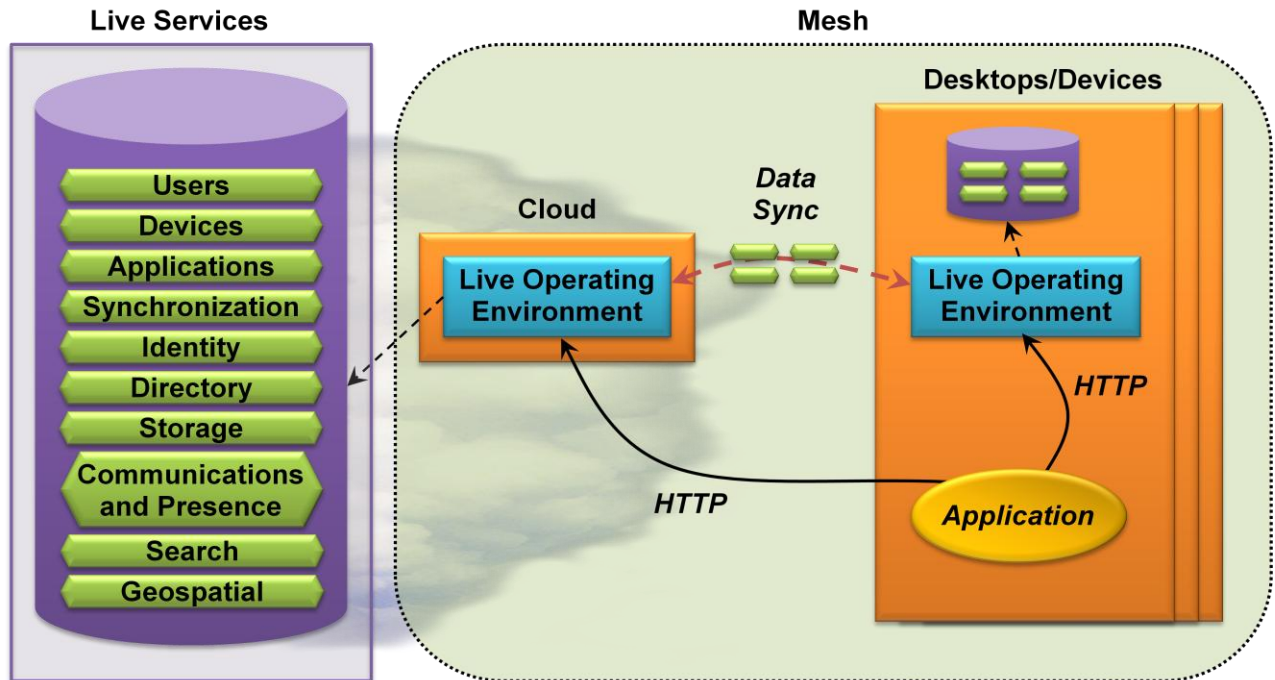 Live Services
Users
Devices
Applications
Synchronization
Identity
Directory
Storage
Communications
and Presence
Search
Geospatial
Mesh
Cloud
Live Operating
Environment
Data
Sync
Desktops/Devices
Live Operating
Environment
HTTP
HTTP
Application